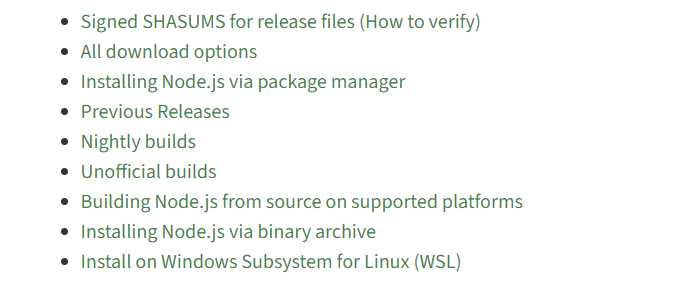 Signed SHASUMS for release files (How to verify)
All download options
Installing Node.js via package manager
Previous Releases
Nightly builds
Unofficial builds
Building Node.js from source on supported platforms
Installing Node.js via binary archive
Install on Windows Subsystem for Linux (WSL)